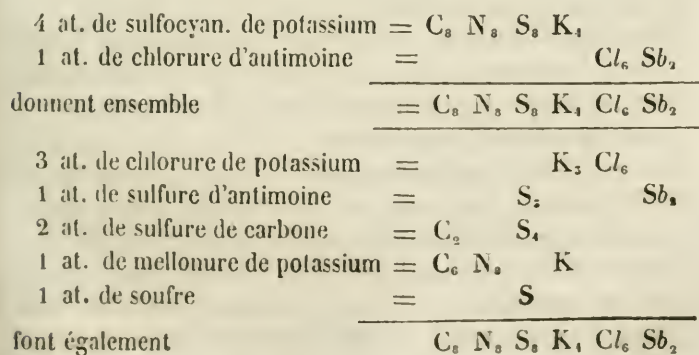 4 at. de sulfocyan. de potassium = C₈ N₈ S₈ K₄
1 at. de chlorure d'antimoine = Cl₆ Sb₂
donnent ensemble = C₈ N₈ S₈ K₄ Cl₆ Sb₂
3 at. de chlorure de potassium = K₃ Cl₆
1 at. de sulfure d'antimoine = S₃ Sb₂
2 at. de sulfure de carbone = C₂ S₄
1 at. de mellonure de potassium = C₆ N₈ K
1 at. de soufre = S
font également C₈ N₈ S₈ K₄ Cl₆ Sb₂